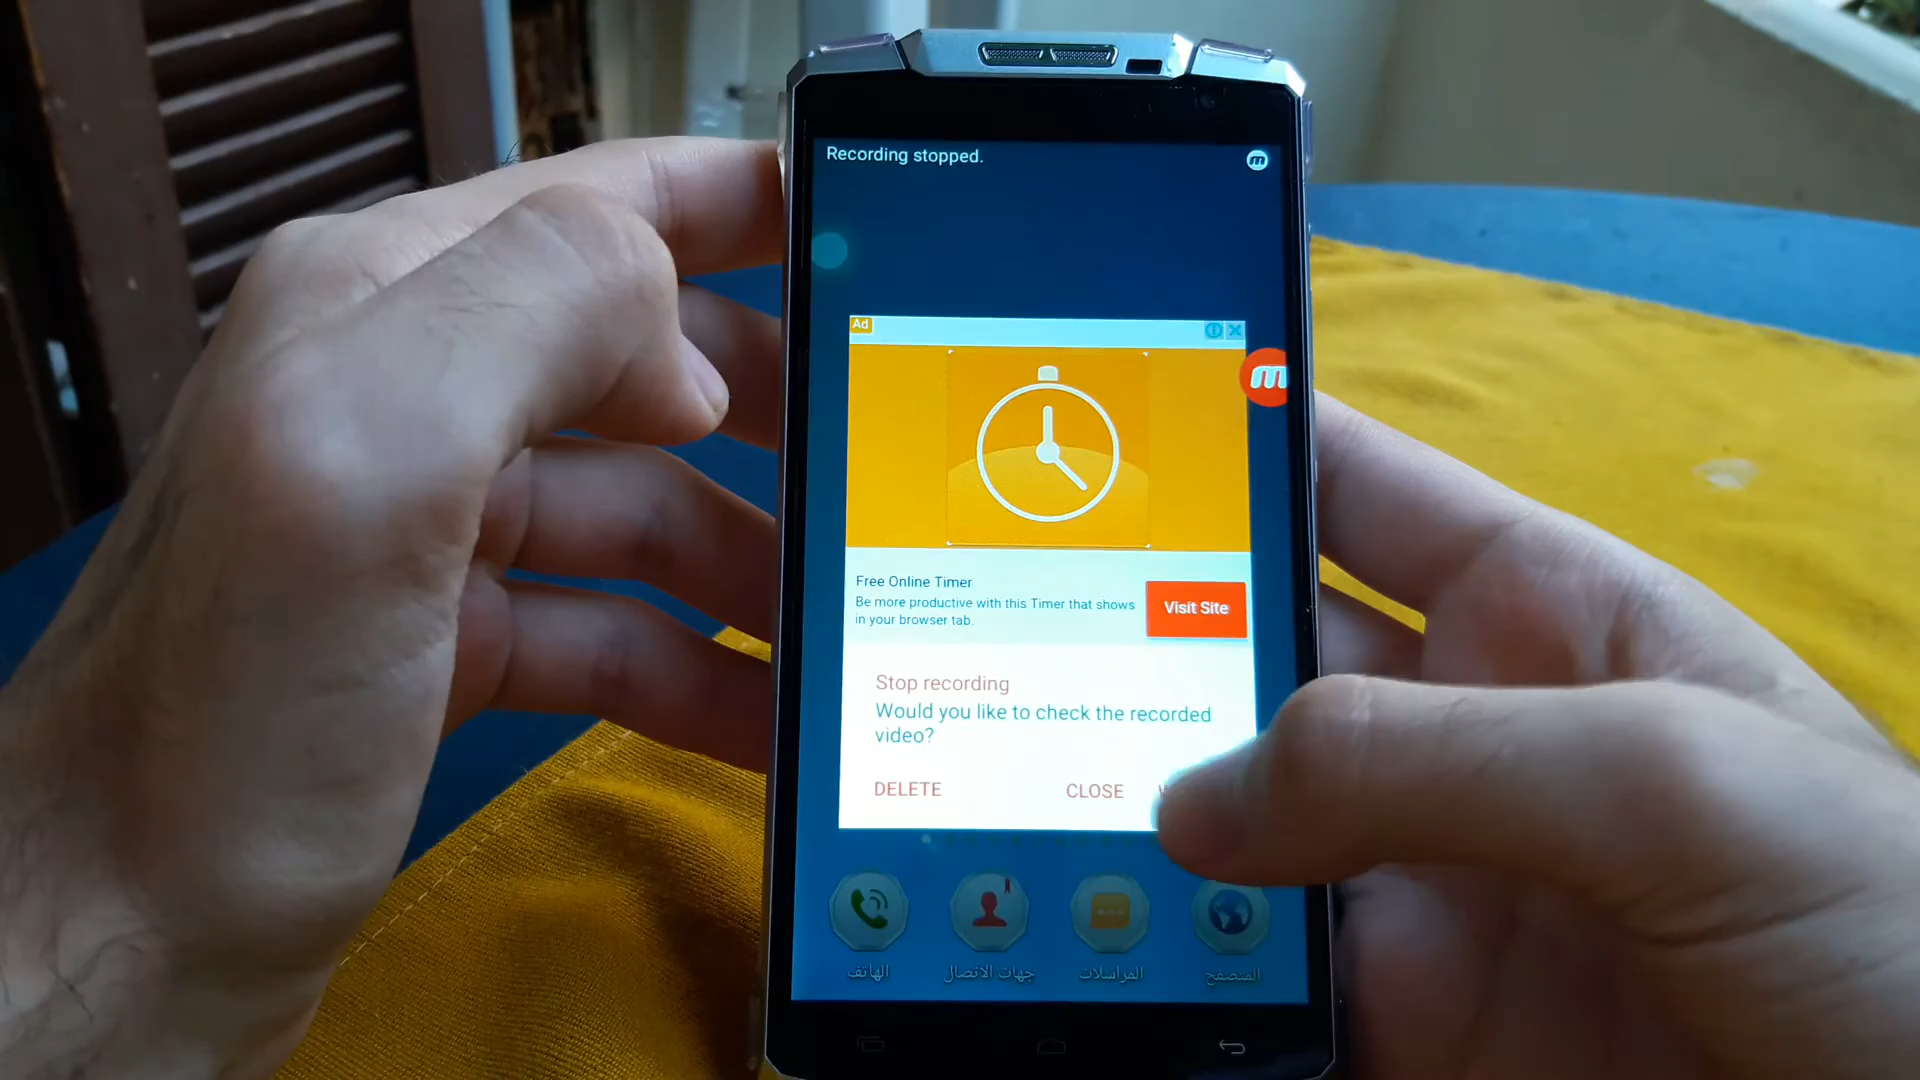 Recording stopped.
m
Ad
m
Free Online Timer
Be more productive with this Timer that shows
in your browser tab.
Visit Site
Stop recording
Would you like to check the recorded
video?
DELETE CLOSE
الهاتف جهات الاتصال المراسلات المتصفح